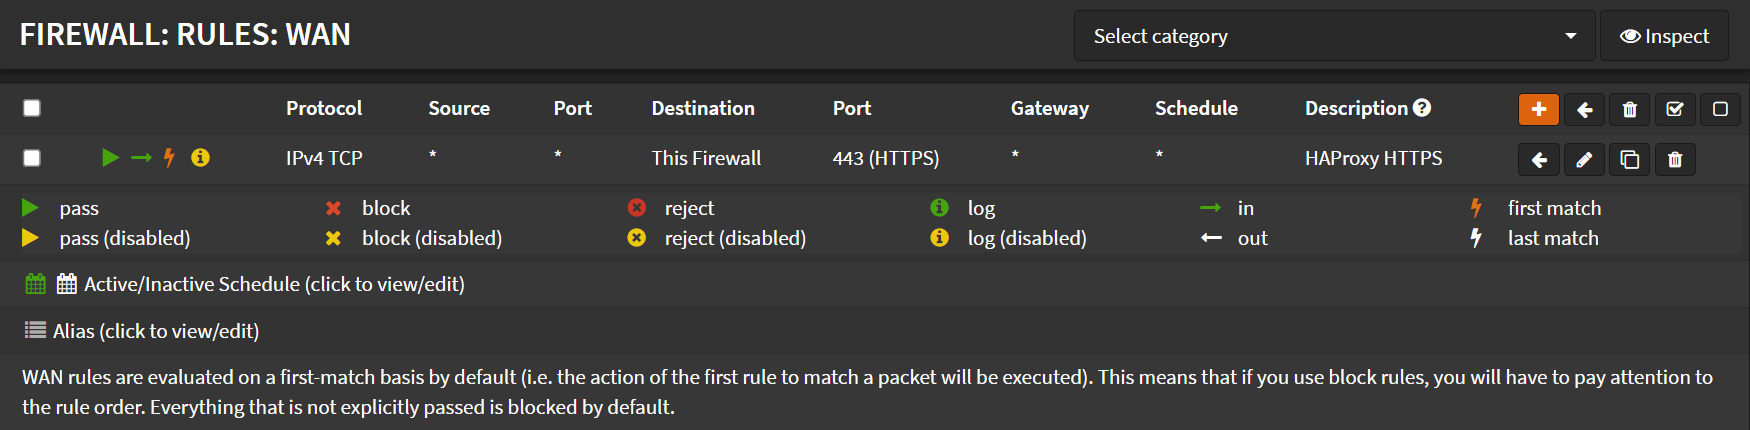 FIREWALL: RULES: WAN
Select category
Inspect
Protocol Source Port Destination Port Gateway Schedule Description
IPv4 TCP * * This Firewall 443 (HTTPS) * * HAProxy HTTPS
pass block reject log in first match
pass (disabled) block (disabled) reject (disabled) log (disabled) out last match
Active/Inactive Schedule (click to view/edit)
Alias (click to view/edit)
WAN rules are evaluated on a first-match basis by default (i.e. the action of the first rule to match a packet will be executed). This means that if you use block rules, you will have to pay attention to
the rule order. Everything that is not explicitly passed is blocked by default.